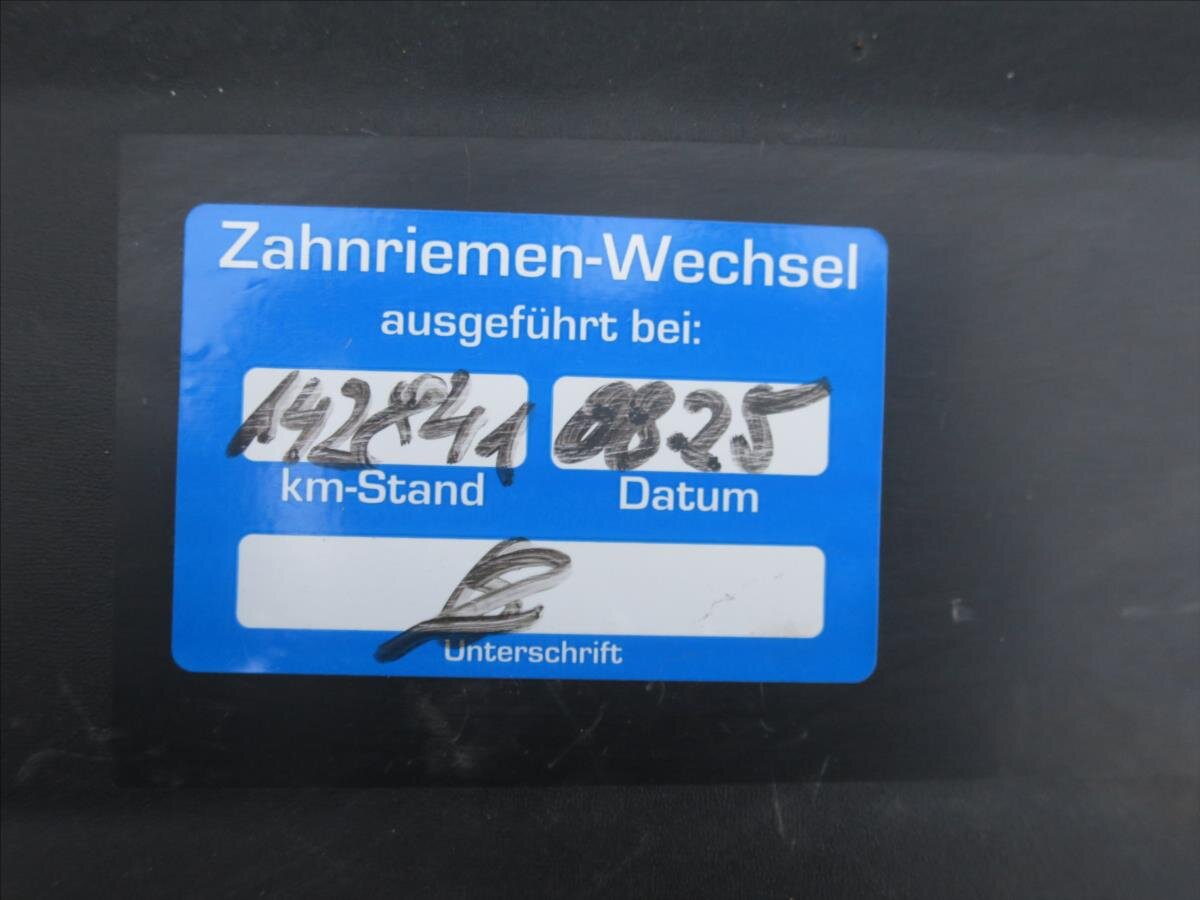 Zahnriemen-Wechsel
ausgeführt bei:
142841 08.25
km-Stand Datum
Unterschrift